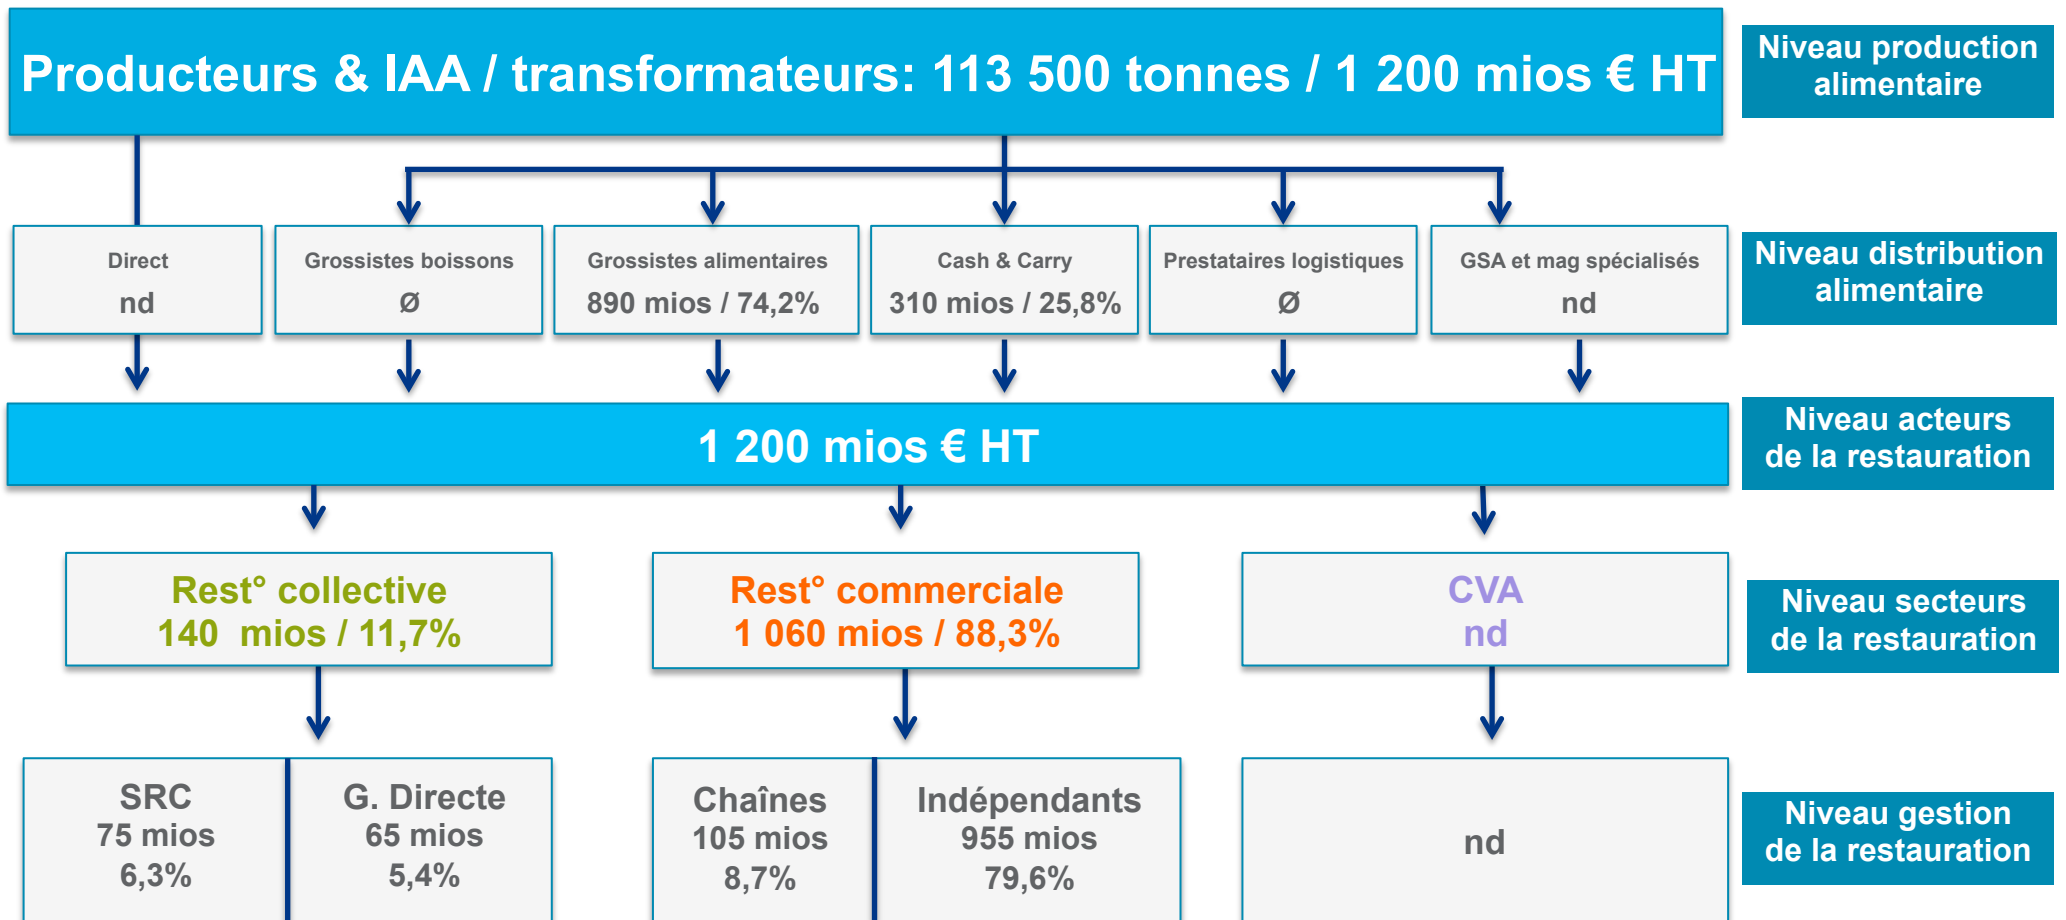 Producteurs & IAA / transformateurs: 113 500 tonnes / 1 200 mios € HT
Niveau production
alimentaire
Direct
nd
Grossistes boissons
Ø
Grossistes alimentaires
890 mios / 74,2%
Cash & Carry
310 mios / 25,8%
Prestataires logistiques
Ø
GSA et mag spécialisés
nd
Niveau distribution
alimentaire
1 200 mios € HT
Niveau acteurs
de la restauration
Rest° collective
140 mios / 11,7%
Rest° commerciale
1 060 mios / 88,3%
CVA
nd
Niveau secteurs
de la restauration
SRC
75 mios
6,3%
G. Directe
65 mios
5,4%
Chaînes
105 mios
8,7%
Indépendants
955 mios
79,6%
nd
Niveau gestion
de la restauration